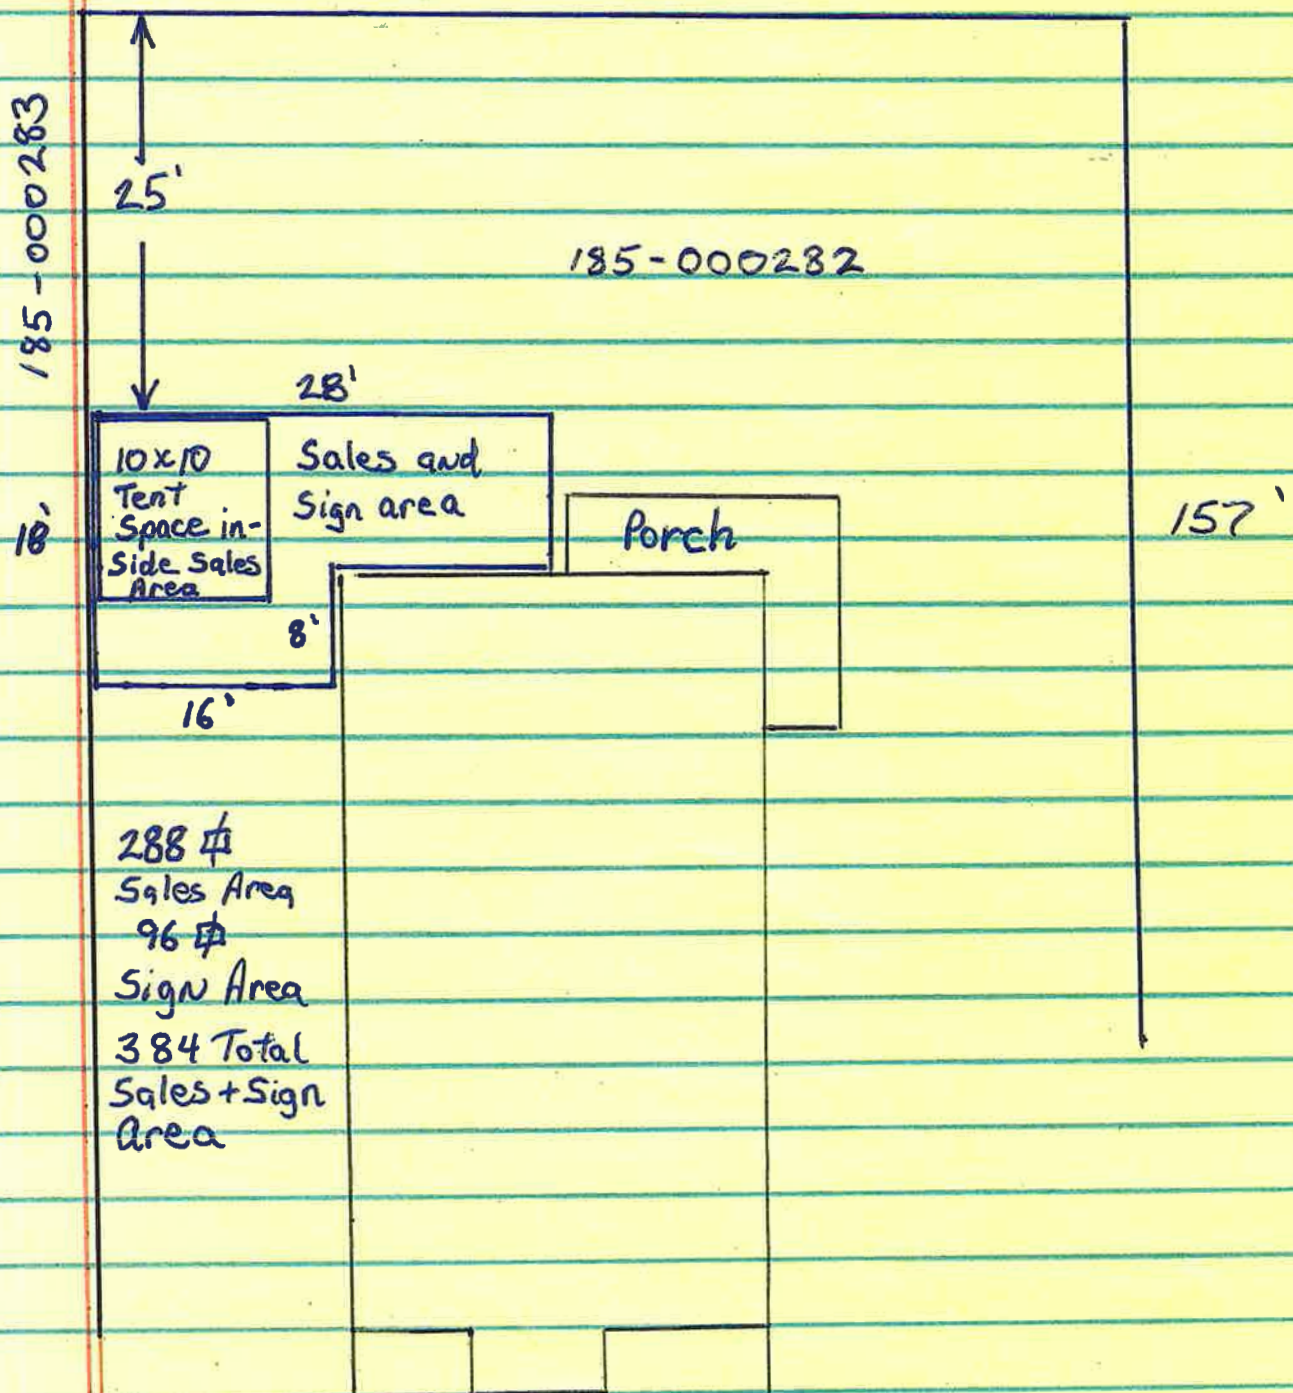 185-000283
25'
185-000282
28'
10x10
Tent
Space in-
Side Sales
Area
Sales and
Sign area
Porch
157'
18'
8'
16'
288 ⏍
Sales Area
96 ⏍
Sign Area
384 Total
Sales + Sign
Area